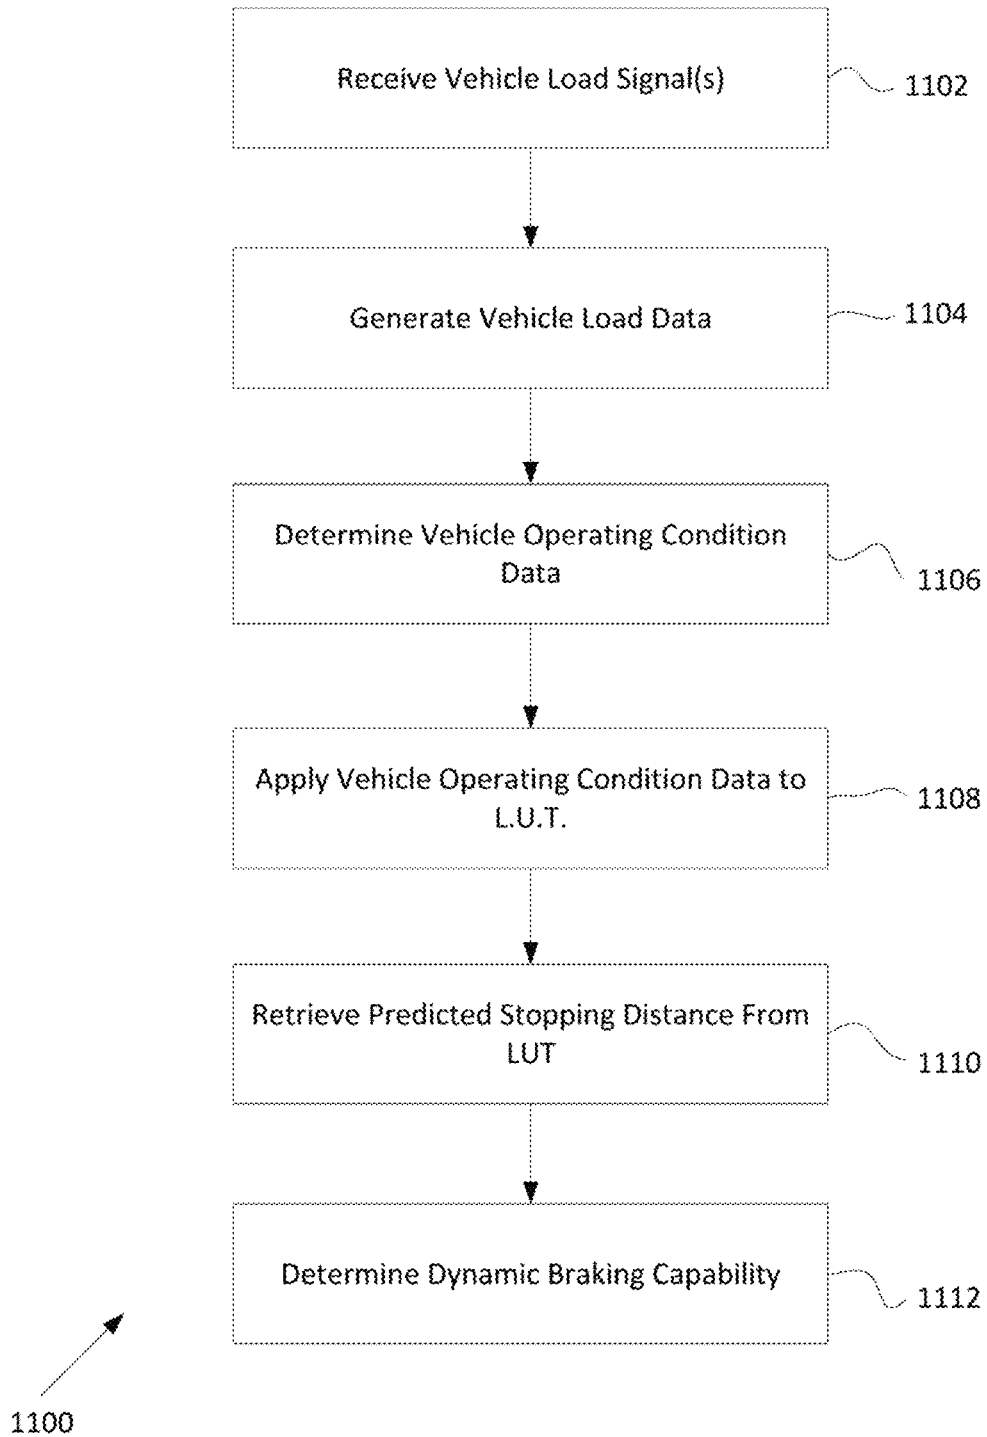 Receive Vehicle Load Signal(s)
1102
Generate Vehicle Load Data
1104
Determine Vehicle Operating Condition
Data
1106
Apply Vehicle Operating Condition Data to
L.U.T.
1108
Retrieve Predicted Stopping Distance From
LUT
1110
Determine Dynamic Braking Capability
1112
1100